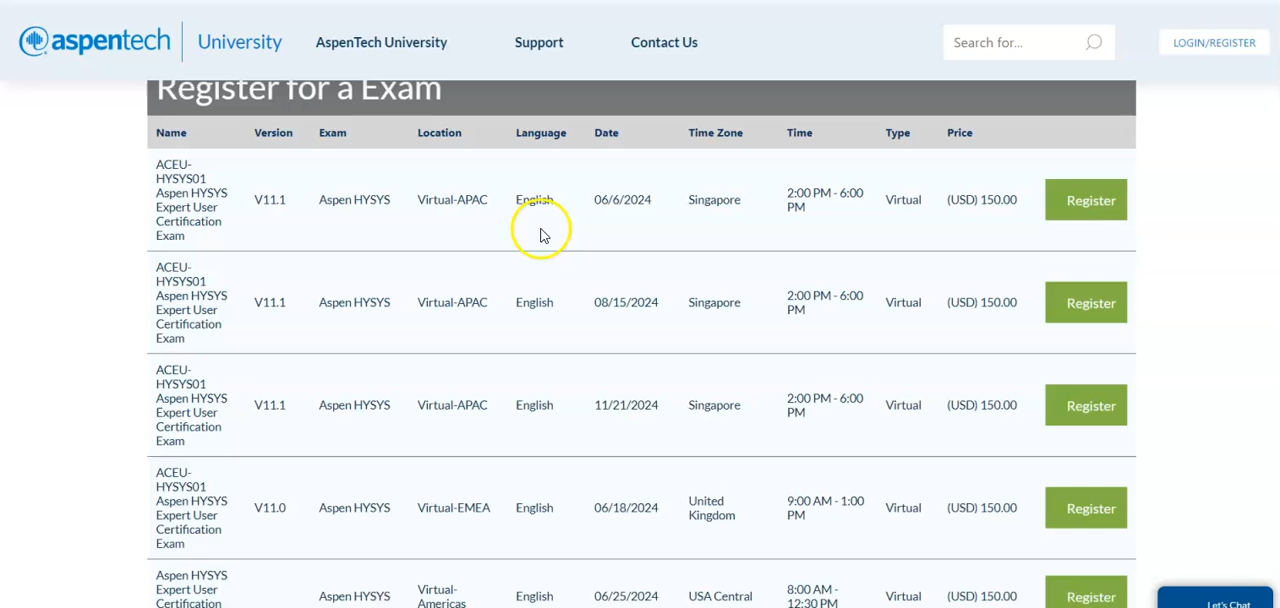 aspentech University AspenTech University Support Contact Us Search for... LOGIN/REGISTER
Register for a Exam
Name Version Exam Location Language Date Time Zone Time Type Price
ACEU-
HYSYS01
Aspen HYSYS
Expert User
Certification
Exam
V11.1
Aspen HYSYS
Virtual-APAC
English
06/6/2024
Singapore
2:00 PM - 6:00
PM
Virtual
(USD) 150.00
Register
ACEU-
HYSYS01
Aspen HYSYS
Expert User
Certification
Exam
V11.1
Aspen HYSYS
Virtual-APAC
English
08/15/2024
Singapore
2:00 PM - 6:00
PM
Virtual
(USD) 150.00
Register
ACEU-
HYSYS01
Aspen HYSYS
Expert User
Certification
Exam
V11.1
Aspen HYSYS
Virtual-APAC
English
11/21/2024
Singapore
2:00 PM - 6:00
PM
Virtual
(USD) 150.00
Register
ACEU-
HYSYS01
Aspen HYSYS
Expert User
Certification
Exam
V11.0
Aspen HYSYS
Virtual-EMEA
English
06/18/2024
United
Kingdom
9:00 AM - 1:00
PM
Virtual
(USD) 150.00
Register
Aspen HYSYS
Expert User
Certification
Aspen HYSYS
Virtual-
Americas
English
06/25/2024
USA Central
8:00 AM -
12:30 PM
Virtual
(USD) 150.00
Register
Let's Chat